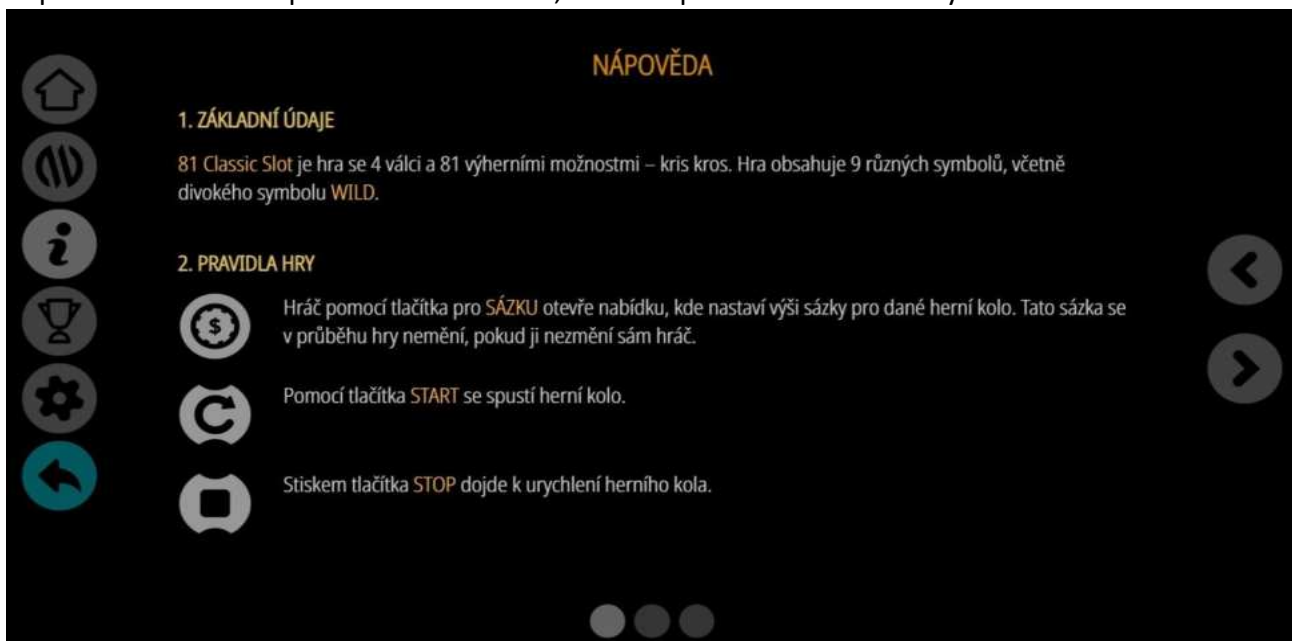 NÁPOVĚDA
1. ZÁKLADNÍ ÚDAJE
81 Classic Slot je hra se 4 válci a 81 výherními možnostmi – kris kros. Hra obsahuje 9 různých symbolů, včetně
divokého symbolu WILD.
2. PRAVIDLA HRY
Hráč pomocí tlačítka pro SÁZKU otevře nabídku, kde nastaví výši sázky pro dané herní kolo. Tato sázka se
v průběhu hry nemění, pokud ji nezmění sám hráč.
Pomocí tlačítka START se spustí herní kolo.
Stiskem tlačítka STOP dojde k urychlení herního kola.